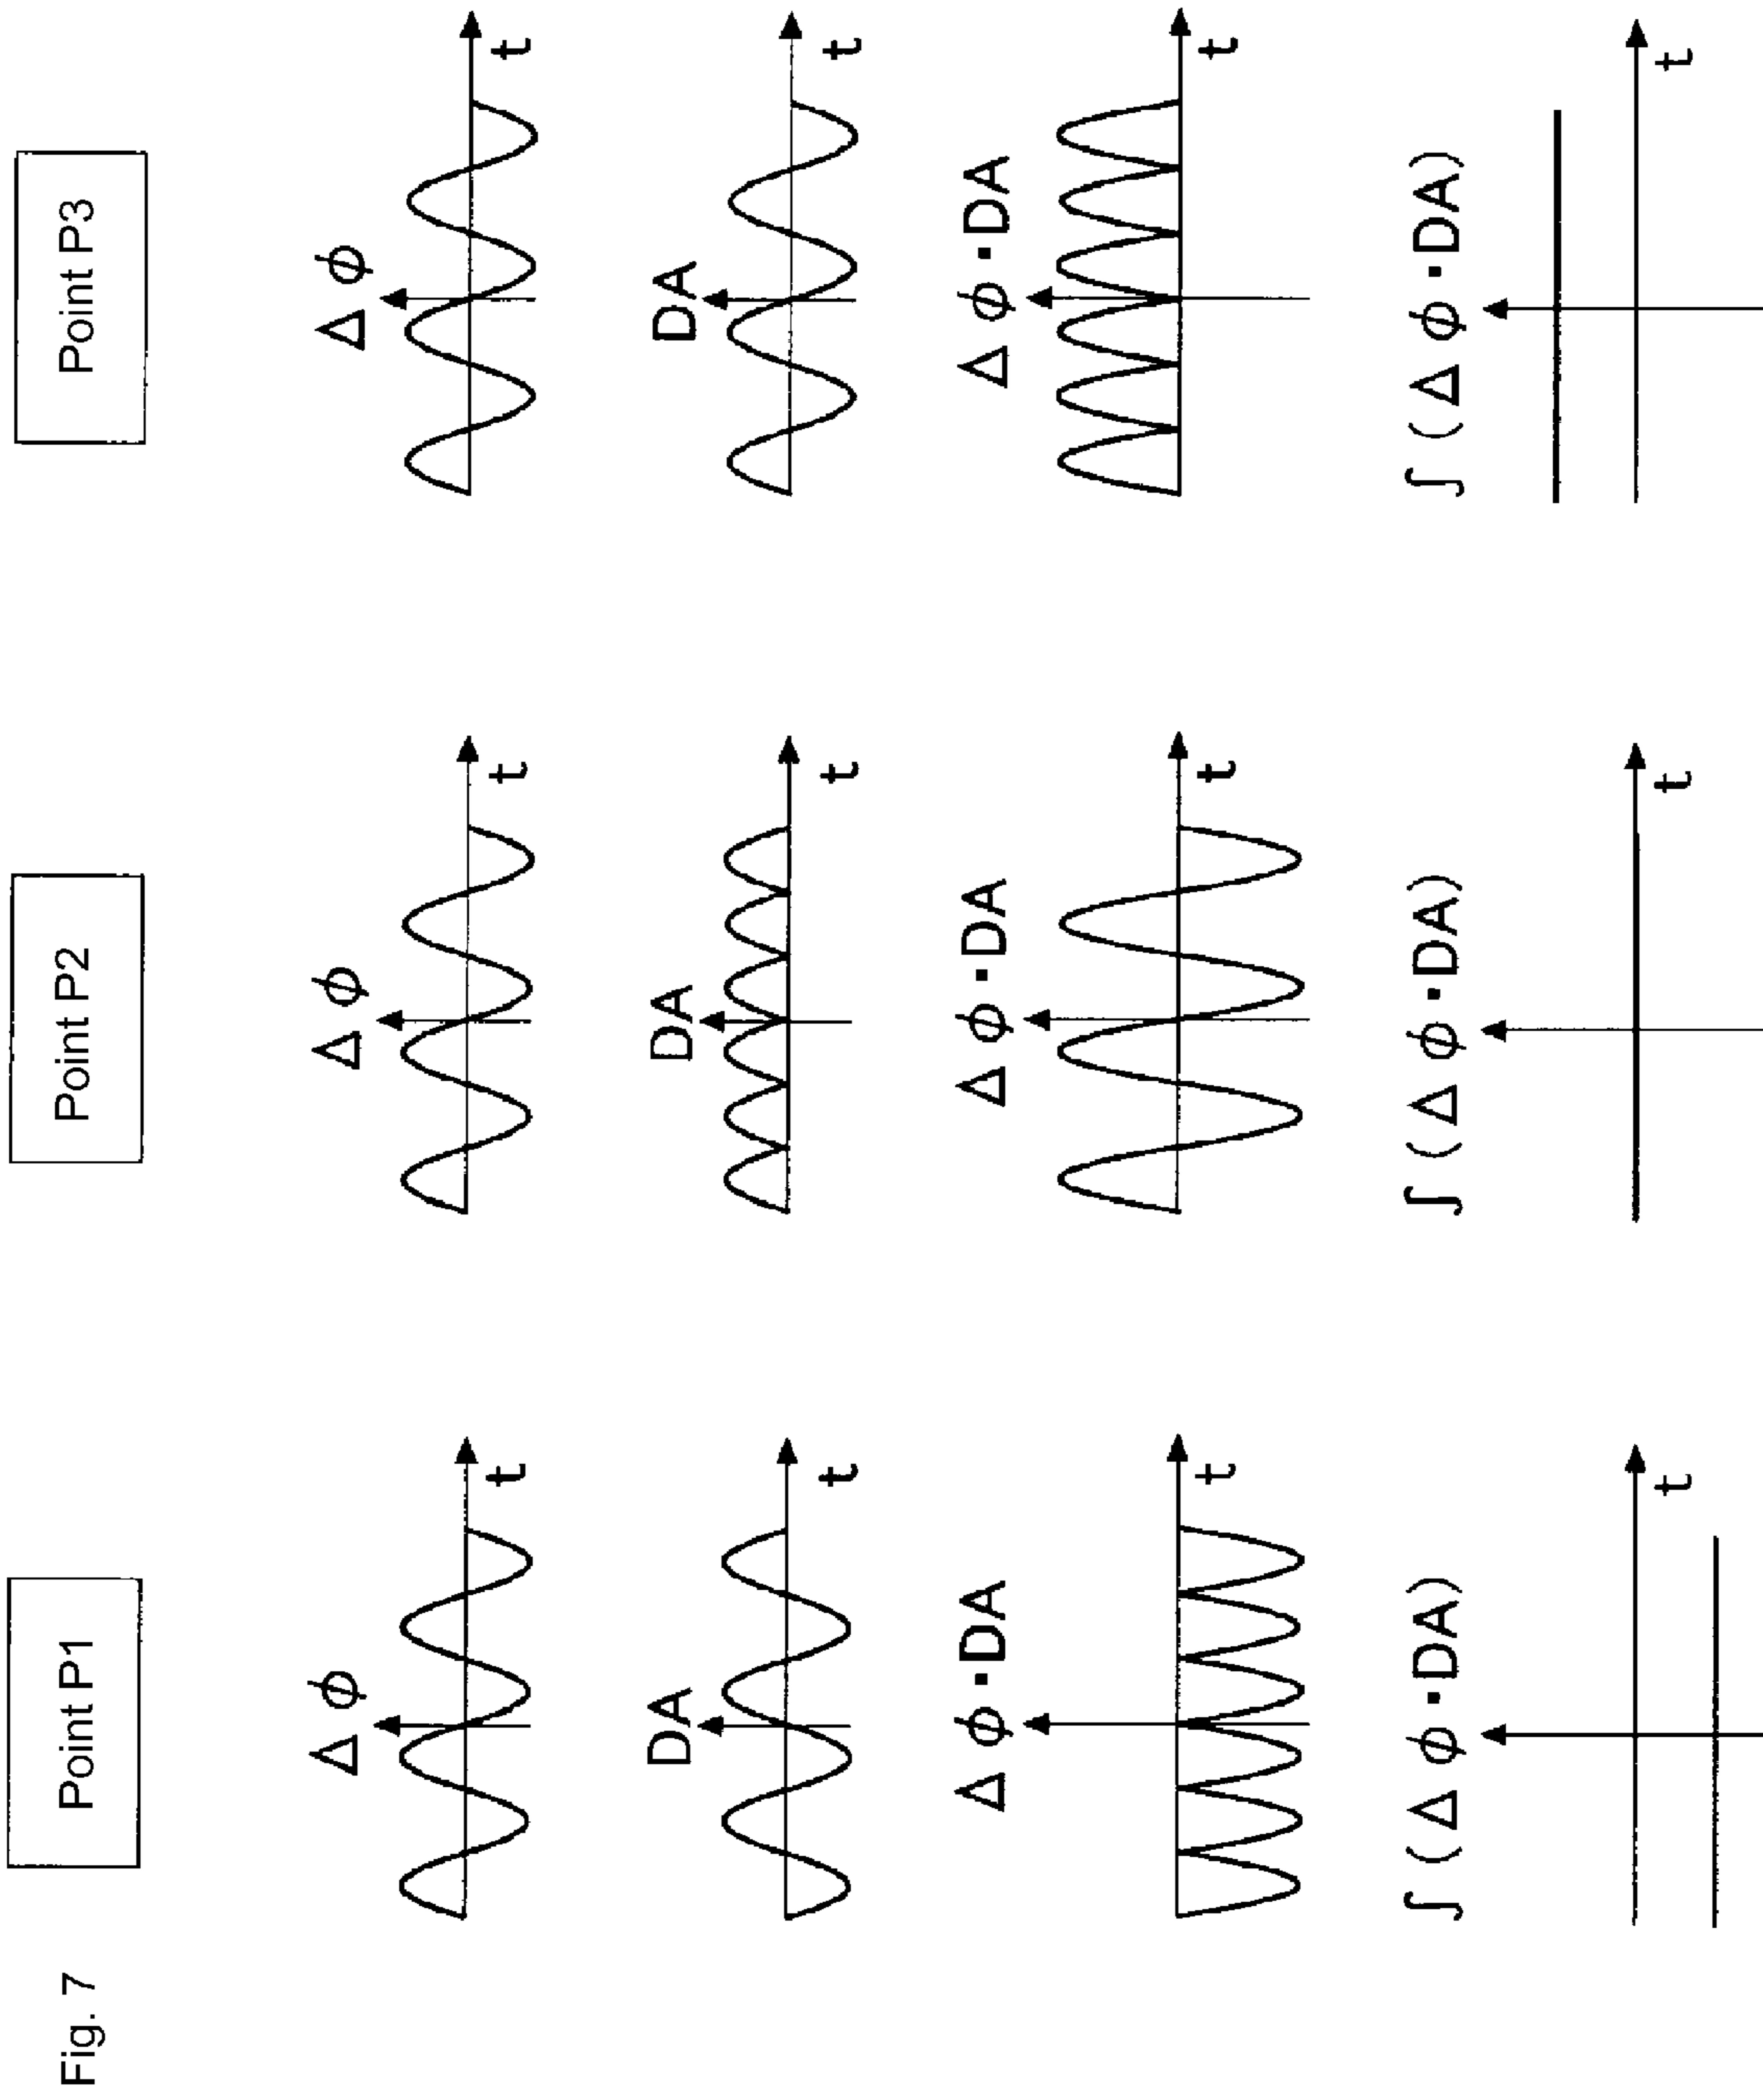 Fig. 7
Point P1
Point P2
Point P3
Δ ϕ
t
Δ ϕ
t
Δ ϕ
t
DA
t
DA
t
DA
t
Δ ϕ ▪ DA
t
Δ ϕ ▪ DA
t
Δ ϕ ▪ DA
t
∫ ( Δ ϕ ▪ DA )
t
∫ ( Δ ϕ ▪ DA )
t
∫ ( Δ ϕ ▪ DA )
t